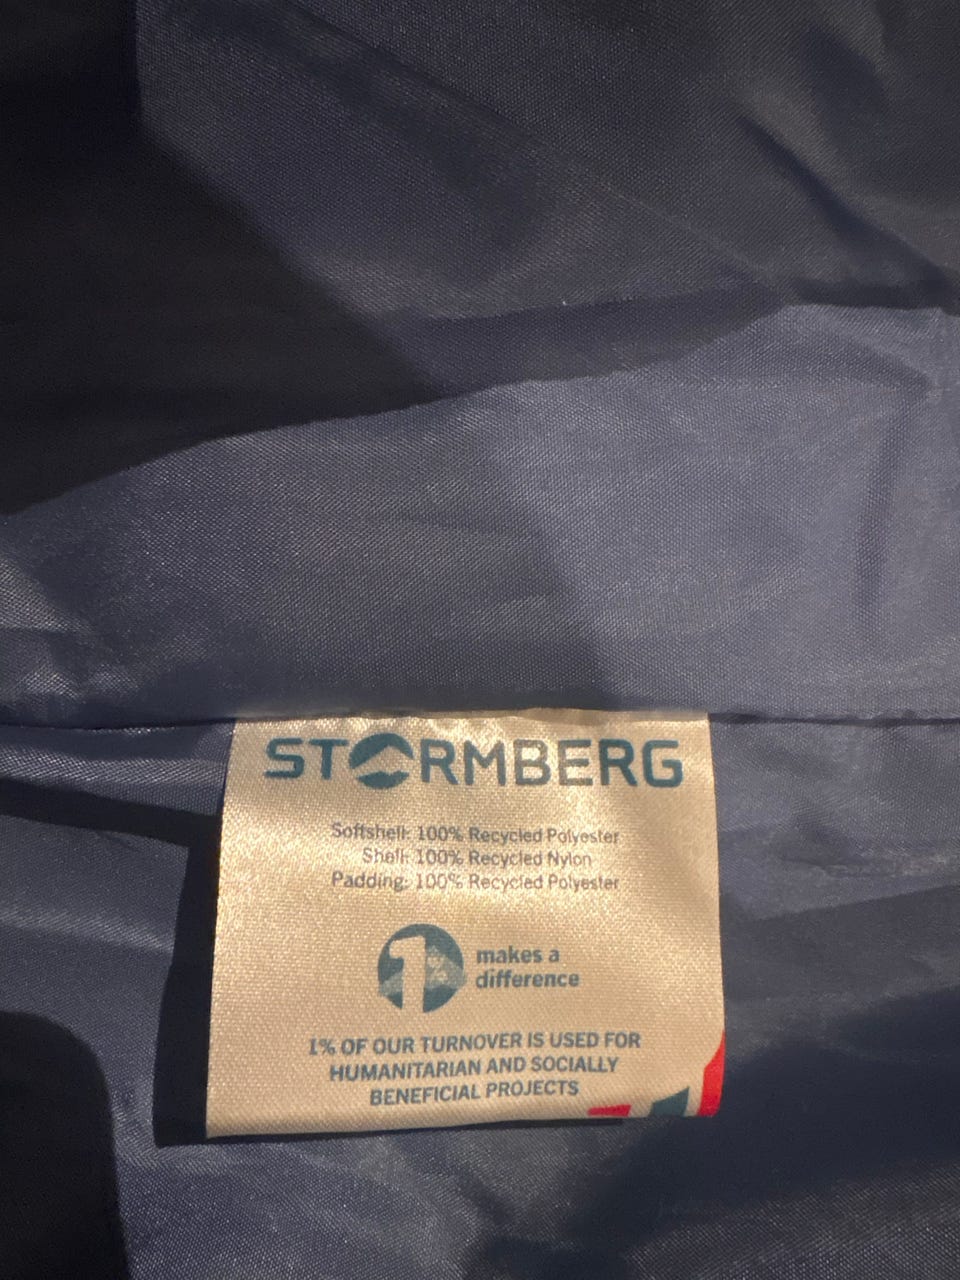 STORMBERG
Softshell: 100% Recycled Polyester
Shell: 100% Recycled Nylon
Padding: 100% Recycled Polyester
1 makes a
difference
1% OF OUR TURNOVER IS USED FOR
HUMANITARIAN AND SOCIALLY
BENEFICIAL PROJECTS